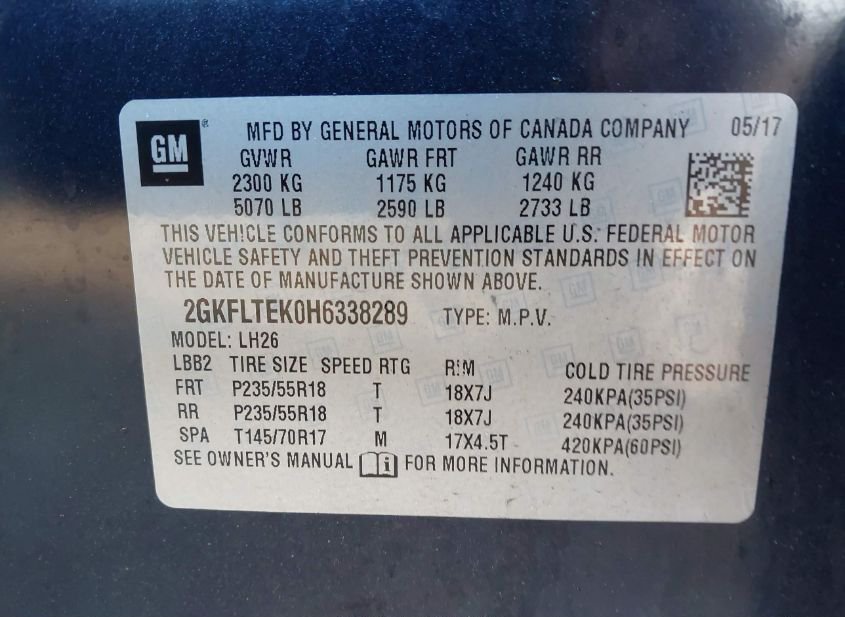 GM® MFD BY GENERAL MOTORS OF CANADA COMPANY 05/17
GVWR GAWR FRT GAWR RR
2300 KG 1175 KG 1240 KG
5070 LB 2590 LB 2733 LB
THIS VEHICLE CONFORMS TO ALL APPLICABLE U.S. FEDERAL MOTOR
VEHICLE SAFETY AND THEFT PREVENTION STANDARDS IN EFFECT ON
THE DATE OF MANUFACTURE SHOWN ABOVE.
2GKFLTEK0H6338289 TYPE: M.P.V.
MODEL: LH26
LBB2 TIRE SIZE SPEED RTG RIM COLD TIRE PRESSURE
FRT P235/55R18 T 18X7J 240KPA(35PSI)
RR P235/55R18 T 18X7J 240KPA(35PSI)
SPA T145/70R17 M 17X4.5T 420KPA(60PSI)
SEE OWNER'S MANUAL i FOR MORE INFORMATION.